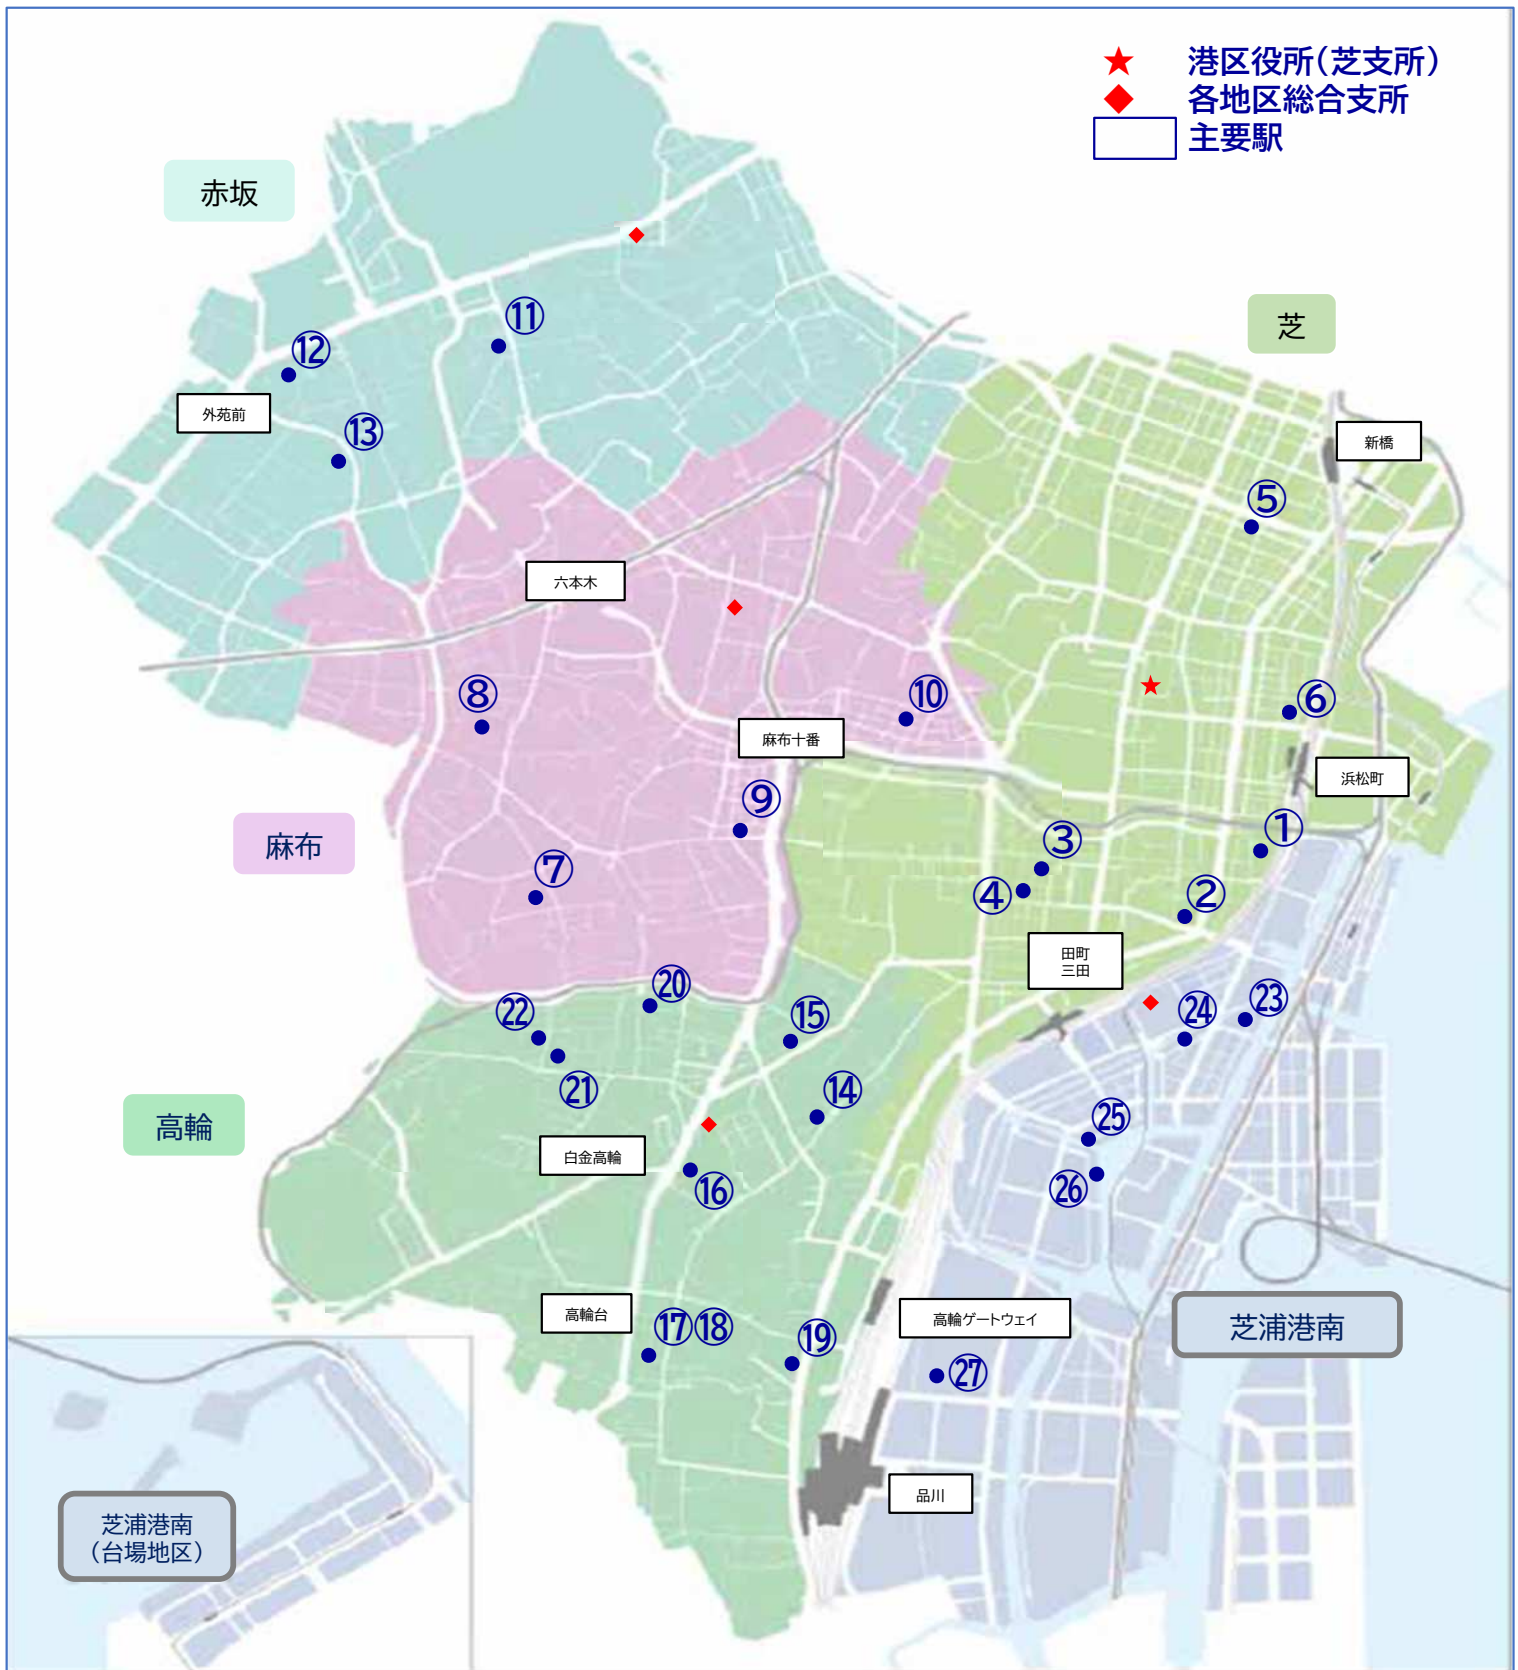 港区役所(芝支所)
各地区総合支所
主要駅
赤坂
芝
⑪
⑫
外苑前
⑬
新橋
⑤
六本木
⑧
⑩
⑥
麻布十番
浜松町
⑨
麻布
①
③
⑦
④
②
田町
三田
⑳
㉒
⑮
㉔
㉓
㉑
⑭
高輪
㉕
白金高輪
⑯
㉖
高輪台
⑰⑱
⑲
高輪ゲートウェイ
芝浦港南
㉗
品川
芝浦港南
(台場地区)